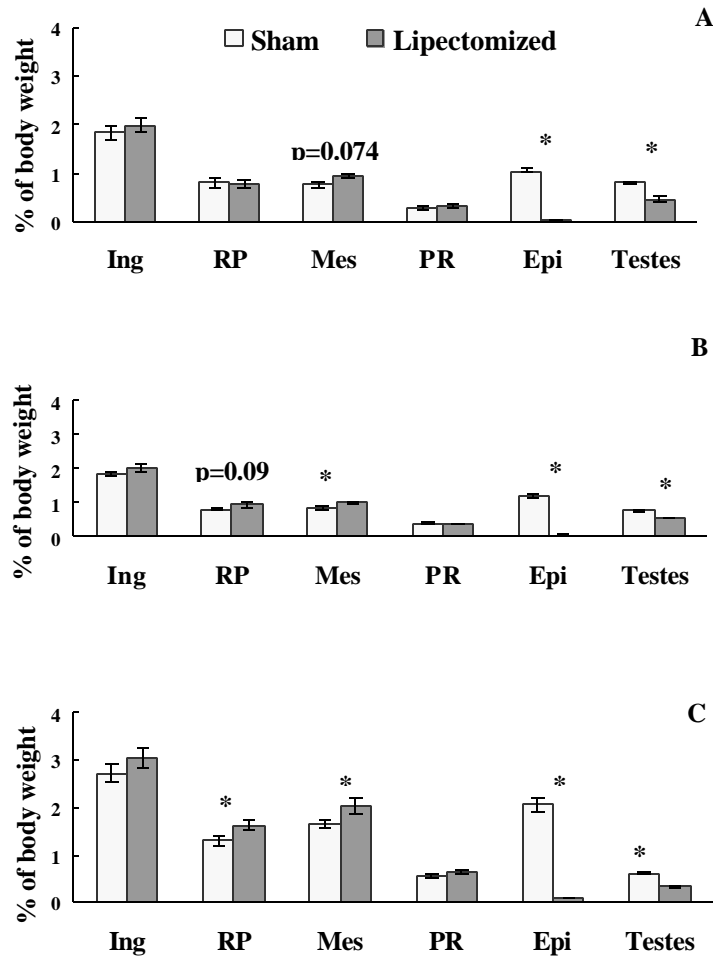 A
Sham Lipectomized
% of body weight
4
3
2
1
0
p=0.074
*
*
Ing RP Mes PR Epi Testes
B
% of body weight
4
3
2
1
0
p=0.09
*
*
*
Ing RP Mes PR Epi Testes
C
% of body weight
4
3
2
1
0
*
*
*
*
Ing RP Mes PR Epi Testes